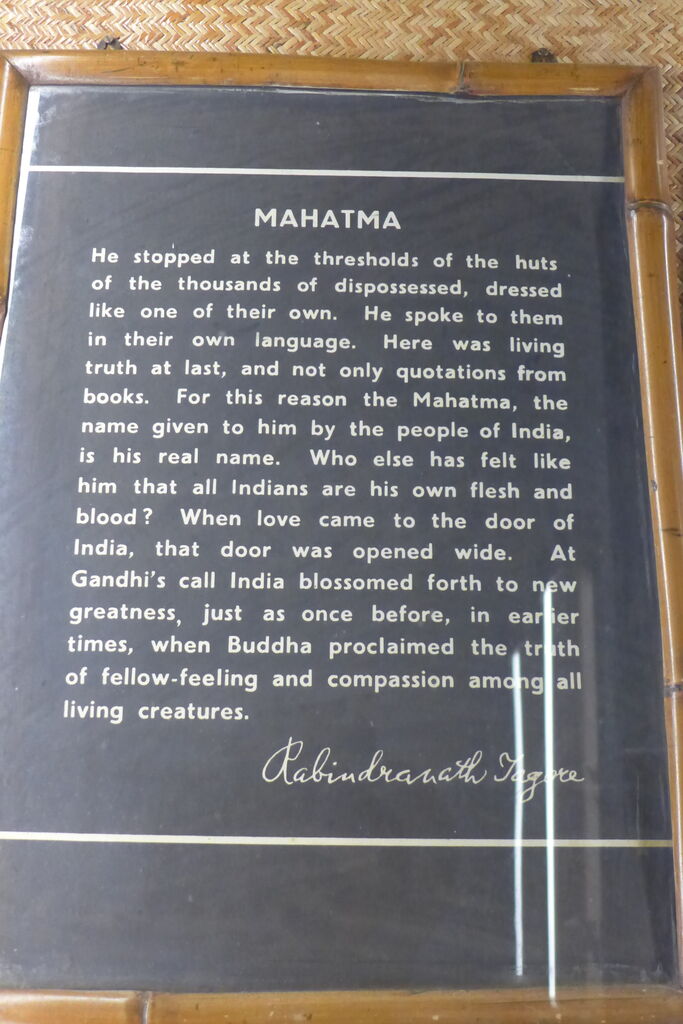 MAHATMA
He stopped at the thresholds of the huts
of the thousands of dispossessed, dressed
like one of their own. He spoke to them
in their own language. Here was living
truth at last, and not only quotations from
books. For this reason the Mahatma, the
name given to him by the people of India,
is his real name. Who else has felt like
him that all Indians are his own flesh and
blood? When love came to the door of
India, that door was opened wide. At
Gandhi's call India blossomed forth to new
greatness, just as once before, in earlier
times, when Buddha proclaimed the truth
of fellow-feeling and compassion among all
living creatures.
Rabindranath Tagore